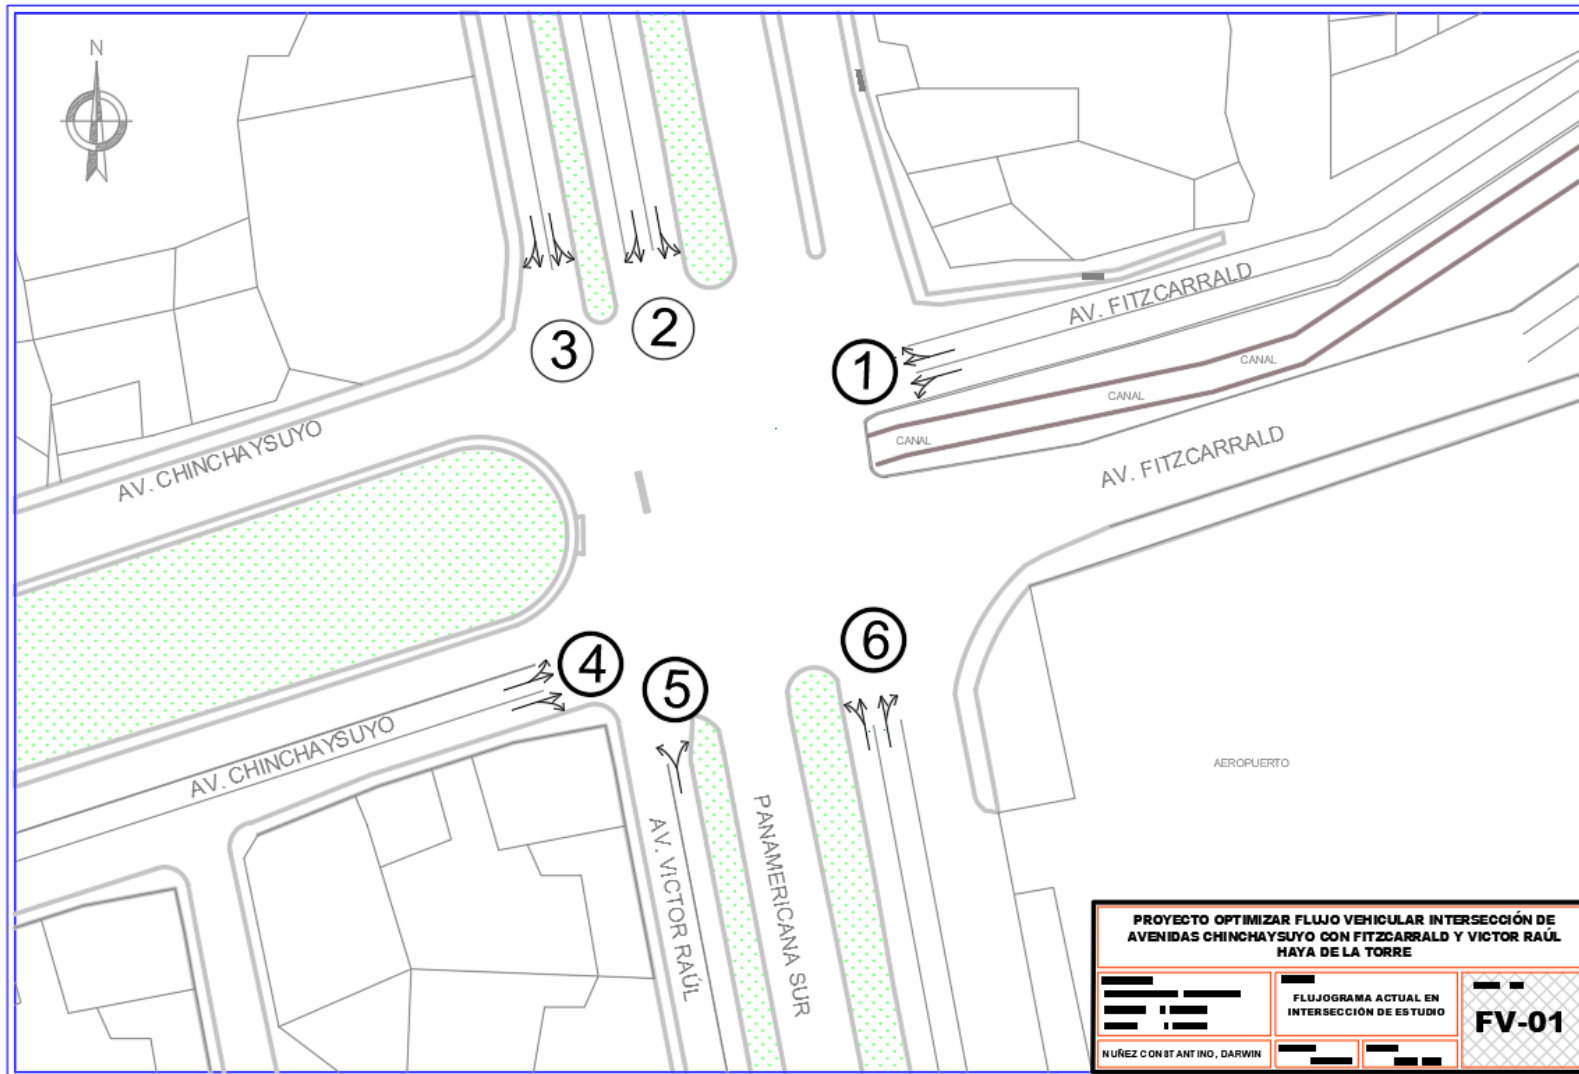 N
3
2
1
AV. FITZCARRALD
CANAL
CANAL
CANAL
AV. CHINCHAYSUYO
AV. FITZCARRALD
4
5
6
AV. CHINCHAYSUYO
AV. VICTOR RAÚL
PANAMERICANA SUR
AEROPUERTO
PROYECTO OPTIMIZAR FLUJO VEHICULAR INTERSECCIÓN DE
AVENIDAS CHINCHAYSUYO CON FITZCARRALD Y VICTOR RAÚL
HAYA DE LA TORRE
FLUJOGRAMA ACTUAL EN
INTERSECCIÓN DE ESTUDIO
FV-01
NUÑEZ CONSTANTINO, DARWIN